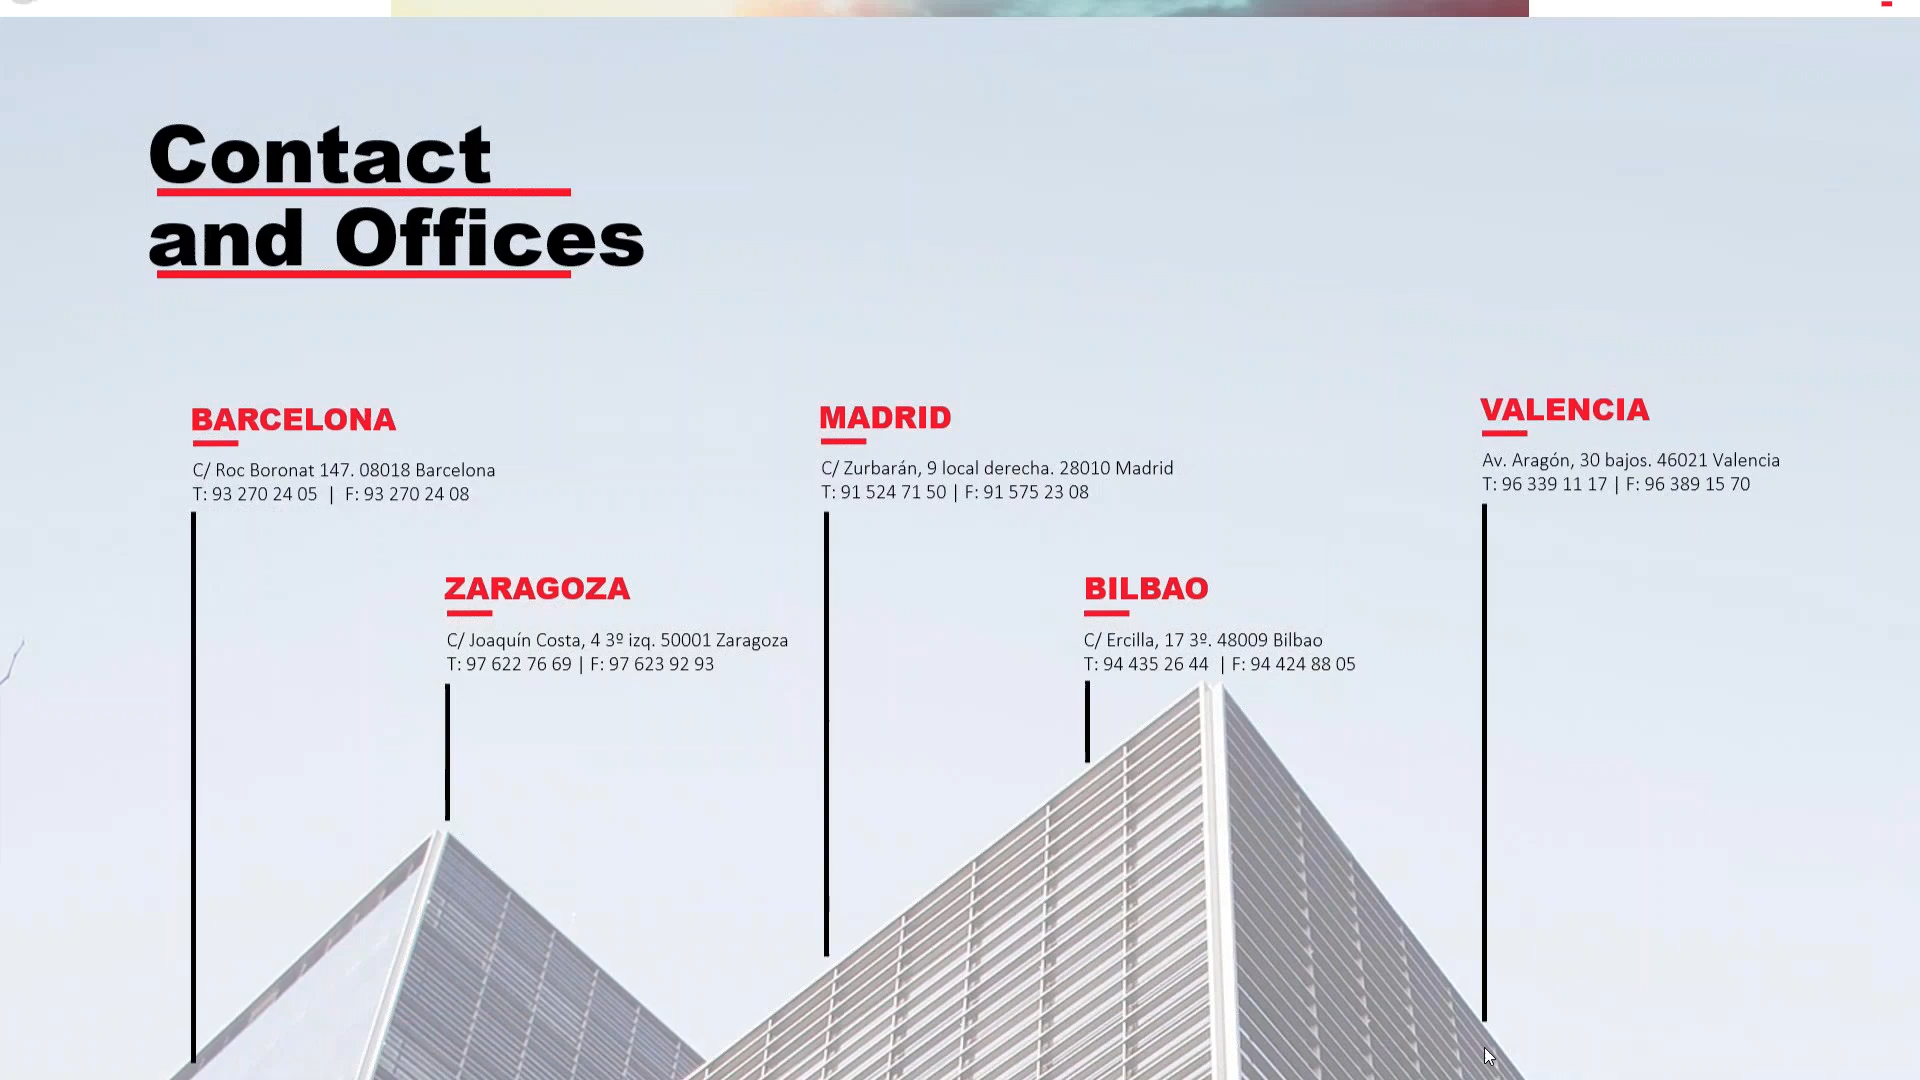 Contact
and Offices
BARCELONA
C/ Roc Boronat 147. 08018 Barcelona
T: 93 270 24 05 | F: 93 270 24 08
MADRID
C/ Zurbarán, 9 local derecha. 28010 Madrid
T: 91 524 71 50 | F: 91 575 23 08
VALENCIA
Av. Aragón, 30 bajos. 46021 Valencia
T: 96 339 11 17 | F: 96 389 15 70
ZARAGOZA
C/ Joaquín Costa, 4 3º izq. 50001 Zaragoza
T: 97 622 76 69 | F: 97 623 92 93
BILBAO
C/ Ercilla, 17 3º. 48009 Bilbao
T: 94 435 26 44 | F: 94 424 88 05